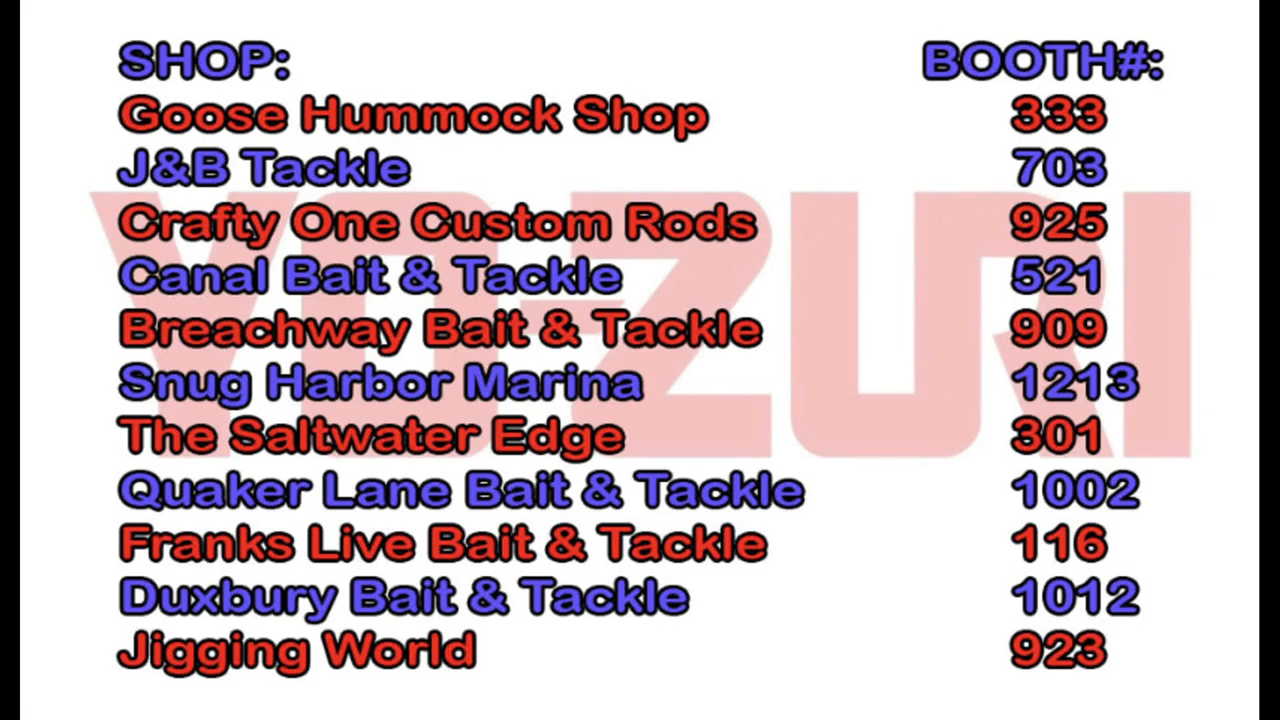 SHOP: BOOTH#:
Goose Hummock Shop 333
J&B Tackle 703
Crafty One Custom Rods 925
Canal Bait & Tackle 521
Breachway Bait & Tackle 909
Snug Harbor Marina 1213
The Saltwater Edge 301
Quaker Lane Bait & Tackle 1002
Franks Live Bait & Tackle 116
Duxbury Bait & Tackle 1012
Jigging World 923
YO-ZURI